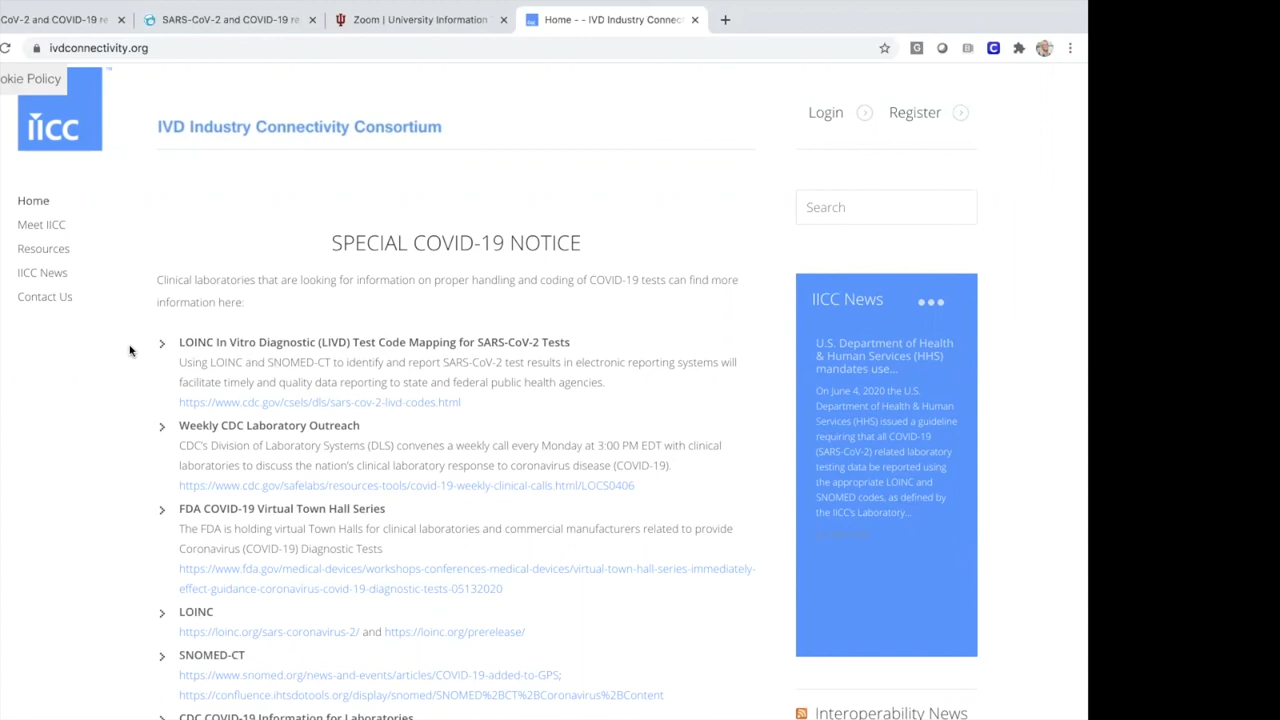 CoV-2 and COVID-19 re
SARS-CoV-2 and COVID-19 re
Zoom | University Information
Home - - IVD Industry Connect
ivdconnectivity.org
okie Policy
iicc
IVD Industry Connectivity Consortium
Login
Register
Home
Meet IICC
Resources
IICC News
Contact Us
SPECIAL COVID-19 NOTICE
Clinical laboratories that are looking for information on proper handling and coding of COVID-19 tests can find more
information here:
LOINC In Vitro Diagnostic (LIVD) Test Code Mapping for SARS-CoV-2 Tests
Using LOINC and SNOMED-CT to identify and report SARS-CoV-2 test results in electronic reporting systems will
facilitate timely and quality data reporting to state and federal public health agencies.
https://www.cdc.gov/csels/dls/sars-cov-2-livd-codes.html
Weekly CDC Laboratory Outreach
CDC's Division of Laboratory Systems (DLS) convenes a weekly call every Monday at 3:00 PM EDT with clinical
laboratories to discuss the nation's clinical laboratory response to coronavirus disease (COVID-19).
https://www.cdc.gov/safelabs/resources-tools/covid-19-weekly-clinical-calls.html/LOCS0406
FDA COVID-19 Virtual Town Hall Series
The FDA is holding virtual Town Halls for clinical laboratories and commercial manufacturers related to provide
Coronavirus (COVID-19) Diagnostic Tests
https://www.fda.gov/medical-devices/workshops-conferences-medical-devices/virtual-town-hall-series-immediately-
effect-guidance-coronavirus-covid-19-diagnostic-tests-05132020
LOINC
https://loinc.org/sars-coronavirus-2/ and https://loinc.org/prerelease/
SNOMED-CT
https://www.snomed.org/news-and-events/articles/COVID-19-added-to-GPS;
https://confluence.ihtsdotools.org/display/snomed/SNOMED%2BCT%2BCoronavirus%2BContent
CDC COVID-19 Information for Laboratories
Search
IICC News
U.S. Department of Health
& Human Services (HHS)
mandates use...
On June 4, 2020 the U.S.
Department of Health & Human
Services (HHS) issued a guideline
requiring that all COVID-19
(SARS-CoV-2) related laboratory
testing data be reported using
the appropriate LOINC and
SNOMED codes, as defined by
the IICC's Laboratory...
Interoperability News